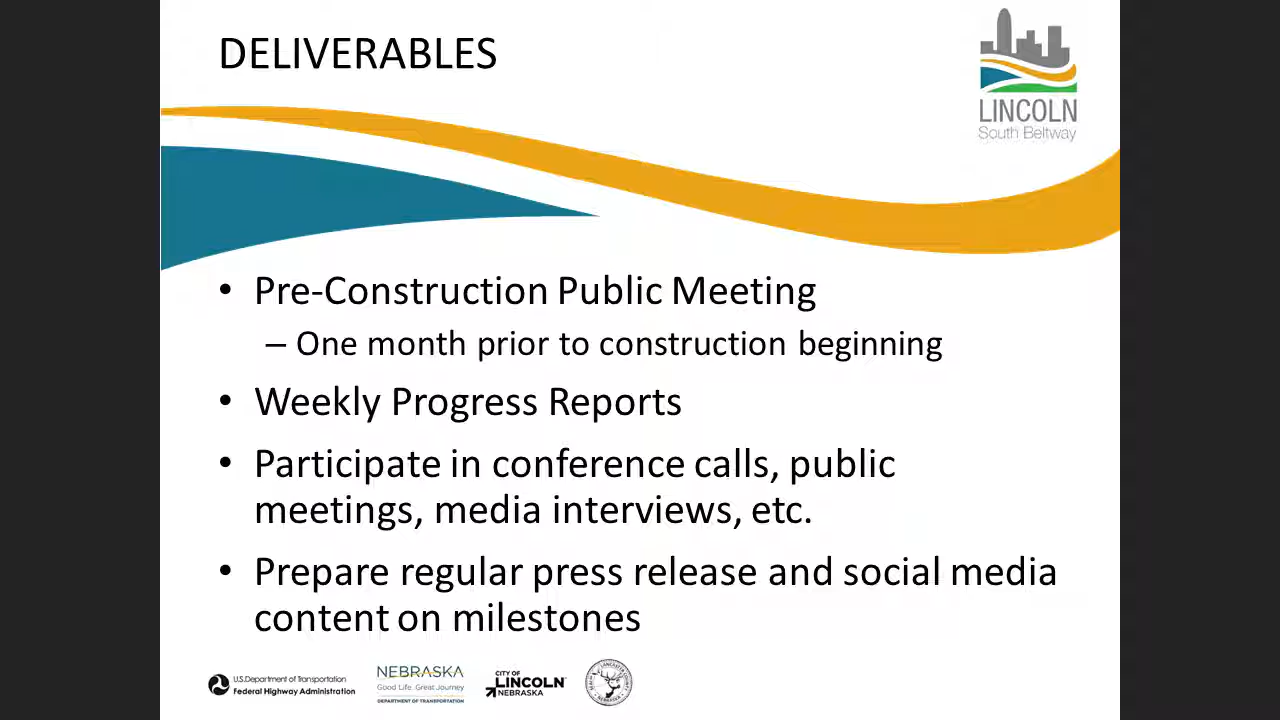 DELIVERABLES
LINCOLN
South Beltway
• Pre-Construction Public Meeting
– One month prior to construction beginning
• Weekly Progress Reports
• Participate in conference calls, public
meetings, media interviews, etc.
• Prepare regular press release and social media
content on milestones
U.S.Department of Transportation
Federal Highway Administration
NEBRASKA
Good Life. Great Journey.
DEPARTMENT OF TRANSPORTATION
CITY OF
LINCOLN
NEBRASKA